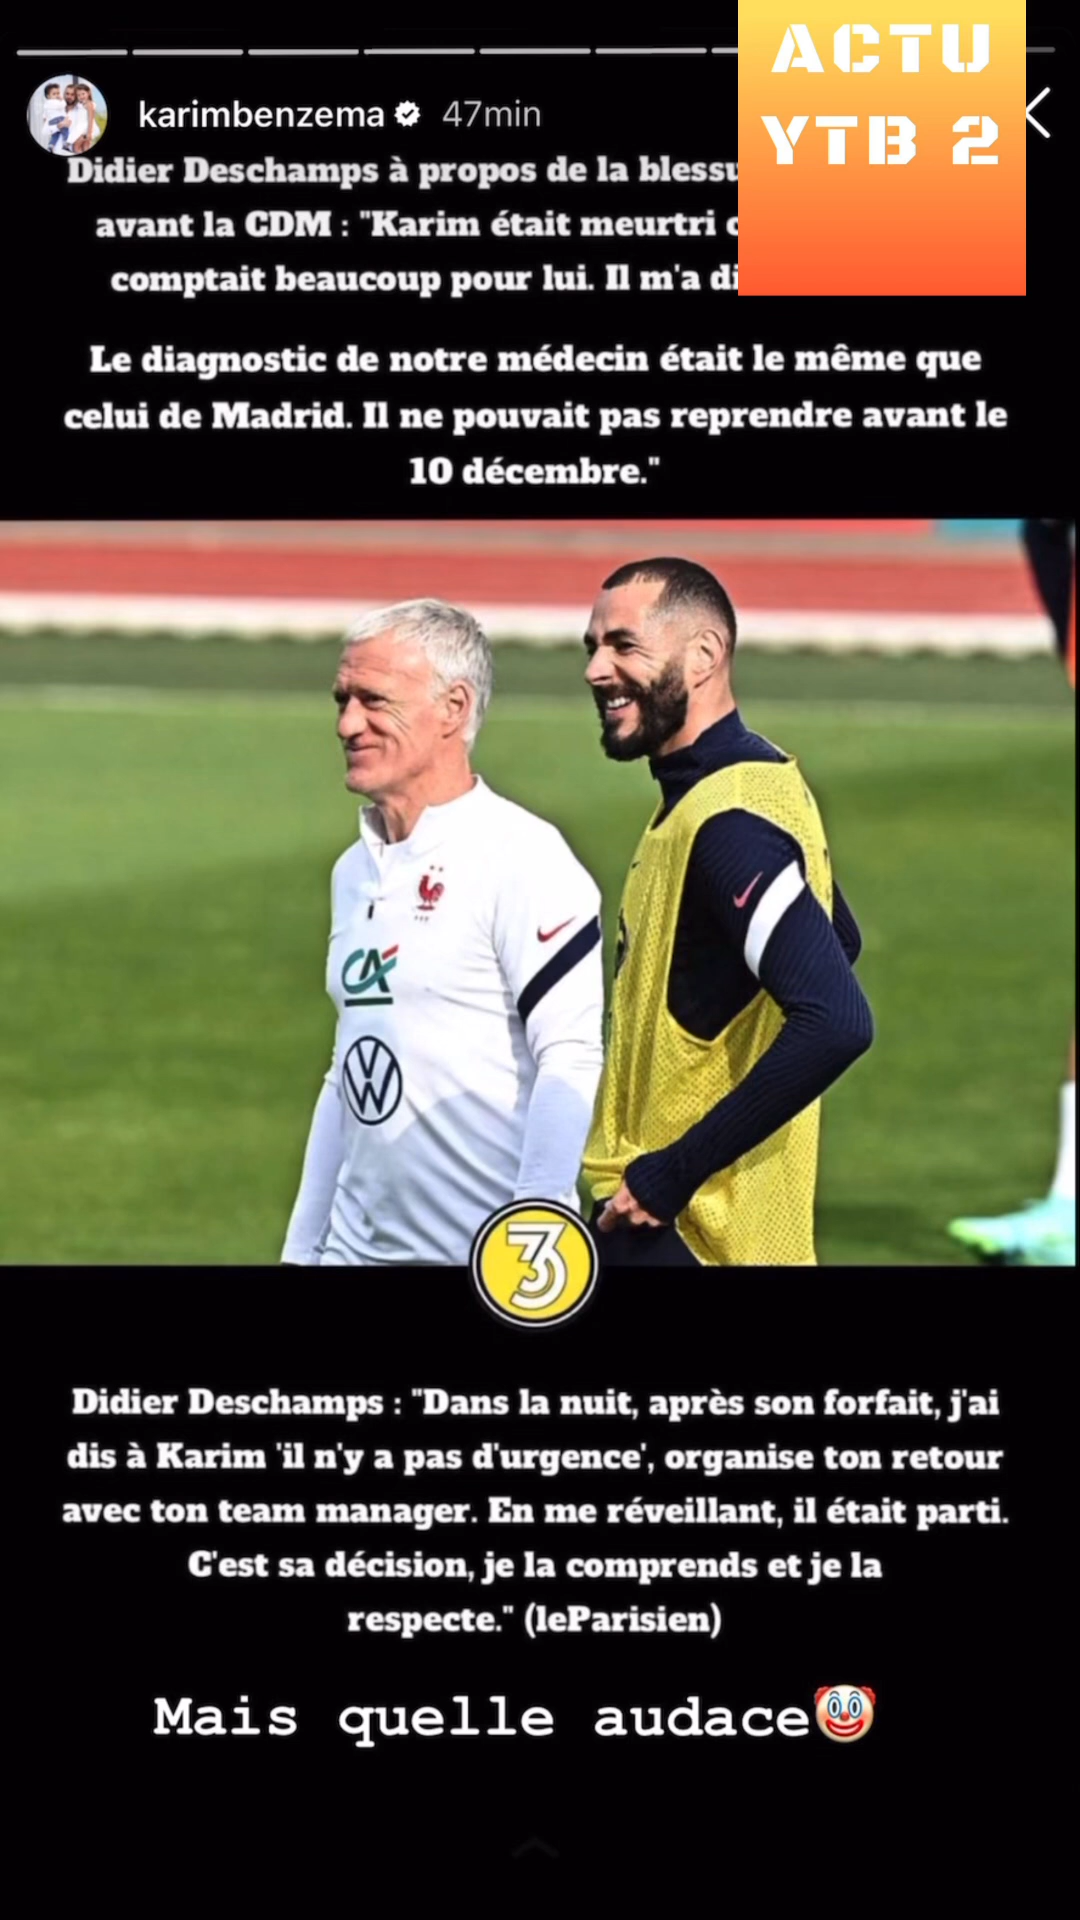 ACTU
YTB 2
karimbenzema 47min
Didier Deschamps à propos de la
avant la CDM : "Karim était meurtri
comptait beaucoup pour lui. Il m'a
Le diagnostic de notre médecin était le même que
celui de Madrid. Il ne pouvait pas reprendre avant le
10 décembre."
CA
VW
3
Didier Deschamps : "Dans la nuit, après son forfait, j'ai
dis à Karim 'il n'y a pas d'urgence', organise ton retour
avec ton team manager. En me réveillant, il était parti.
C'est sa décision, je la comprends et je la
respecte." (leParisien)
Mais quelle audace🤡